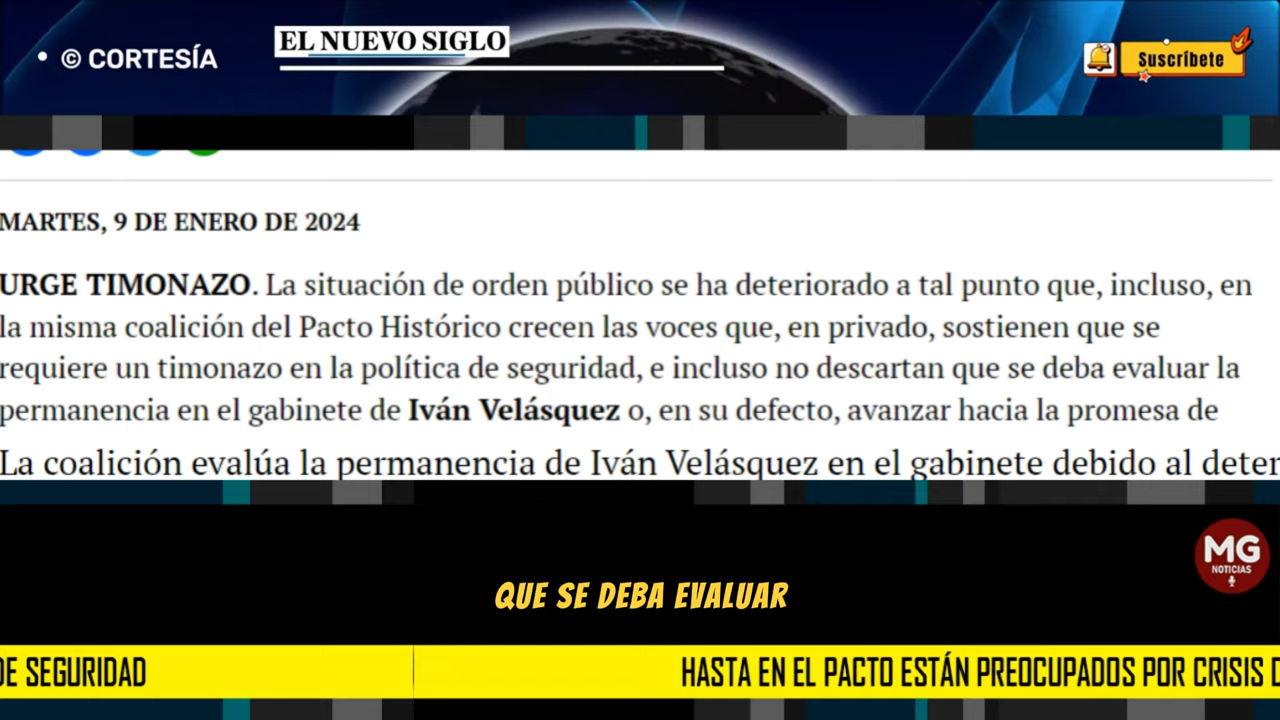 • © CORTESÍA
EL NUEVO SIGLO
Suscríbete
MARTES, 9 DE ENERO DE 2024
URGE TIMONAZO. La situación de orden público se ha deteriorado a tal punto que, incluso, en
la misma coalición del Pacto Histórico crecen las voces que, en privado, sostienen que se
requiere un timonazo en la política de seguridad, e incluso no descartan que se deba evaluar la
permanencia en el gabinete de Iván Velásquez o, en su defecto, avanzar hacia la promesa de
La coalición evalúa la permanencia de Iván Velásquez en el gabinete debido al deter
MG
NOTICIAS
QUE SE DEBA EVALUAR
DE SEGURIDAD
HASTA EN EL PACTO ESTÁN PREOCUPADOS POR CRISIS